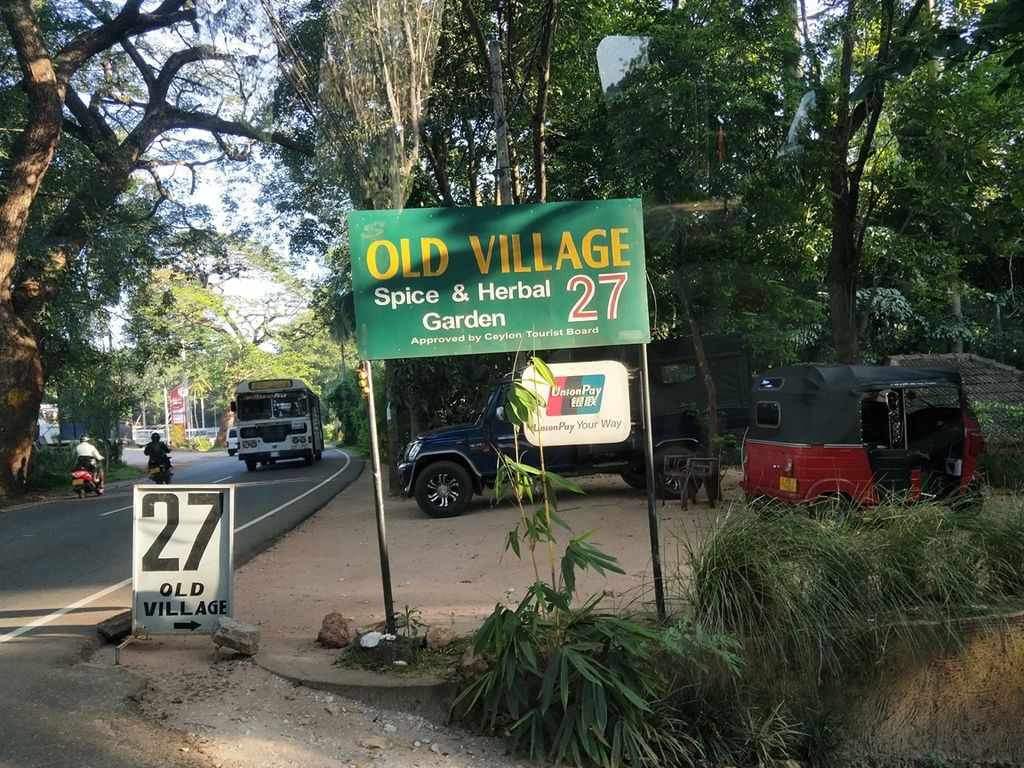 OLD VILLAGE
Spice & Herbal
Garden
27
Approved by Ceylon Tourist Board
UnionPay
银联
UnionPay Your Way
27
OLD
VILLAGE